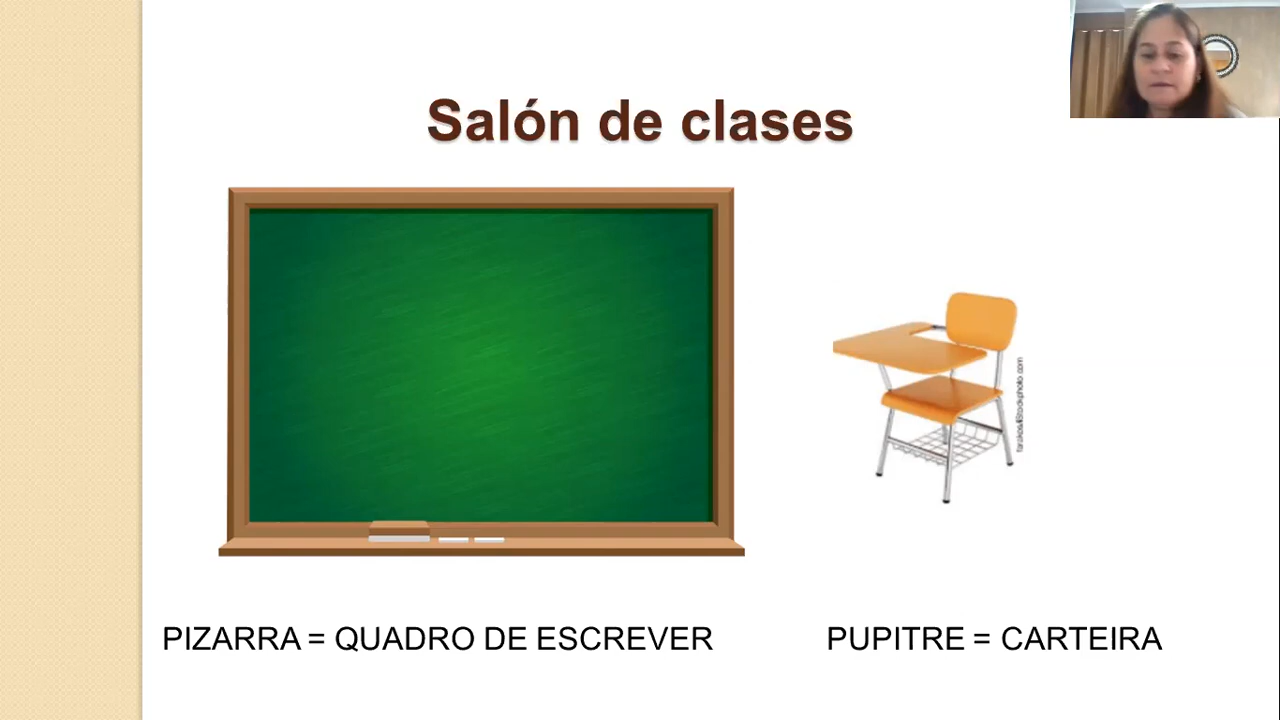 Salón de clases
PIZARRA = QUADRO DE ESCREVER
PUPITRE = CARTEIRA